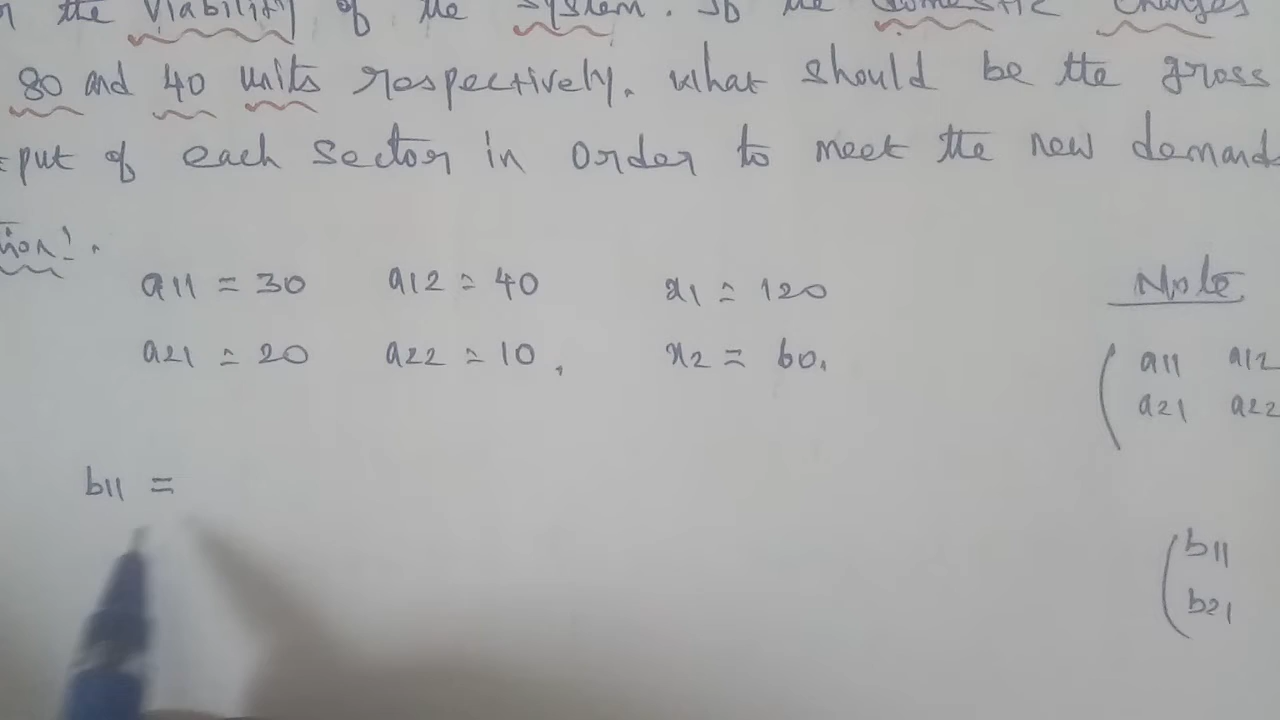 the Viability of the system. If the domestic changes
80 and 40 units respectively. what should be the gross
put of each Sector in order to meet the new demand
tion:
a11 = 30 a12 = 40 x1 = 120
a21 = 20 a22 = 10, x2 = 60.
Note
a11 a12
a21 a22
b11 =
b11
b21